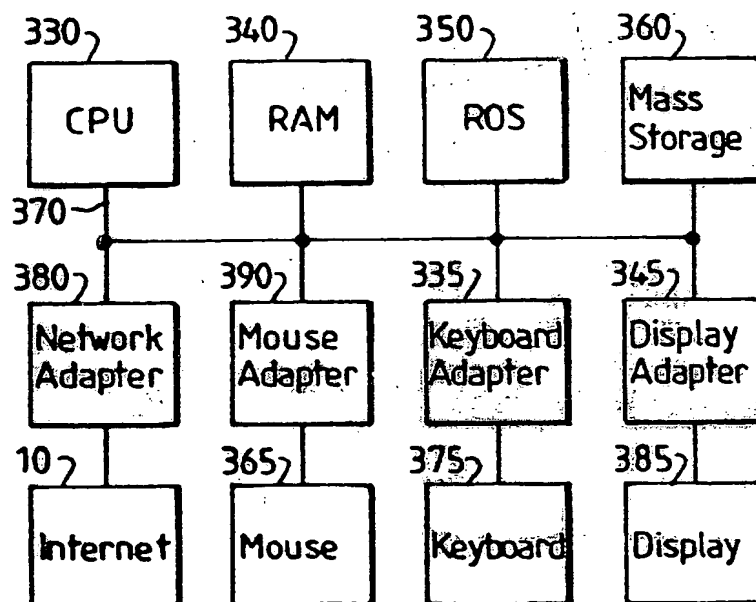 330 340 350 360
CPU RAM ROS Mass
Storage
370
380 390 335 345
Network Mouse Keyboard Display
Adapter Adapter Adapter Adapter
10 365 375 385
Internet Mouse Keyboard Display